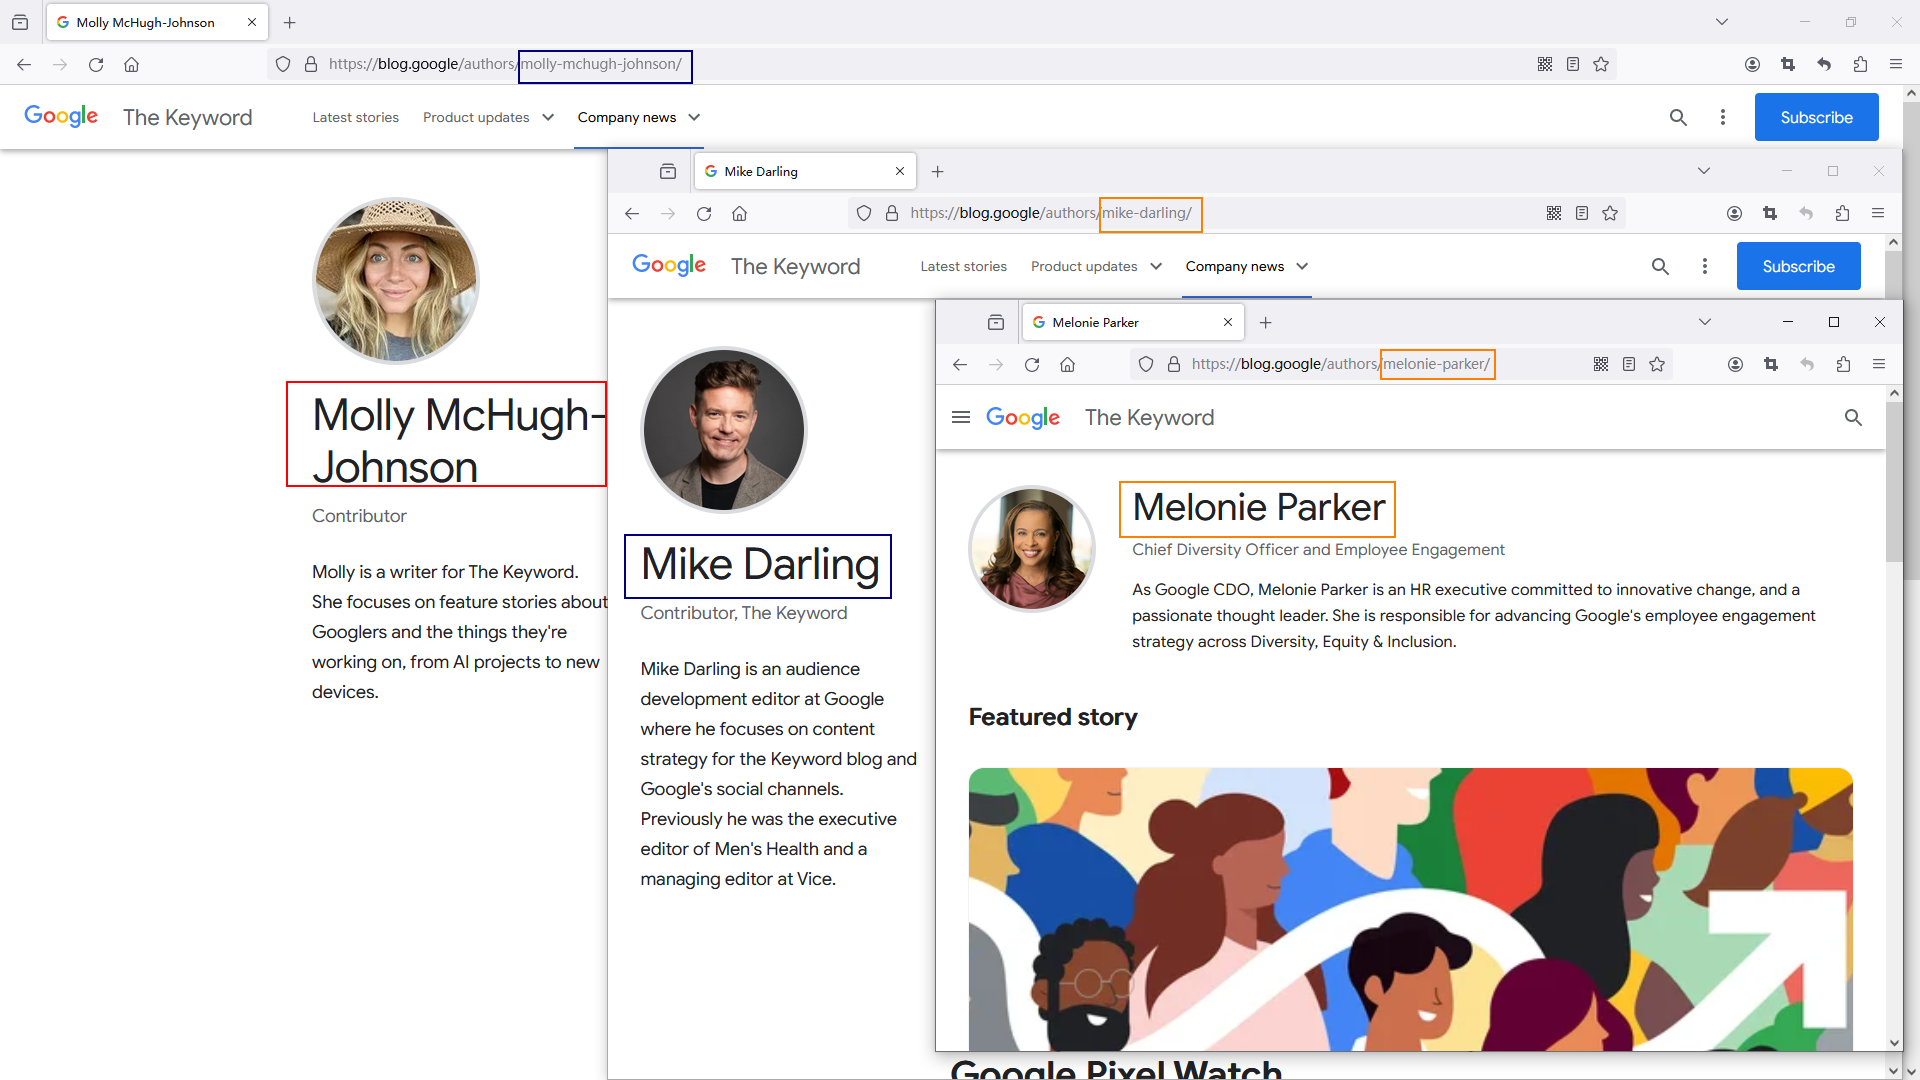 Molly McHugh-Johnson
https://blog.google/authors/molly-mchugh-johnson/
Google The Keyword
Latest stories
Product updates
Company news
Subscribe
Molly McHugh-
Johnson
Contributor
Molly is a writer for The Keyword.
She focuses on feature stories about
Googlers and the things they're
working on, from AI projects to new
devices.
Mike Darling
https://blog.google/authors/mike-darling/
Google The Keyword
Latest stories
Product updates
Company news
Subscribe
Mike Darling
Contributor, The Keyword
Mike Darling is an audience
development editor at Google
where he focuses on content
strategy for the Keyword blog and
Google's social channels.
Previously he was the executive
editor of Men's Health and a
managing editor at Vice.
Melonie Parker
https://blog.google/authors/melonie-parker/
Google The Keyword
Melonie Parker
Chief Diversity Officer and Employee Engagement
As Google CDO, Melonie Parker is an HR executive committed to innovative change, and a
passionate thought leader. She is responsible for advancing Google's employee engagement
strategy across Diversity, Equity & Inclusion.
Featured story
Google Pixel Watch